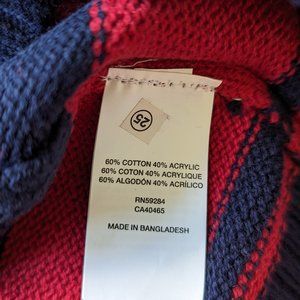 25
60% COTTON 40% ACRYLIC
60% COTON 40% ACRYLIQUE
60% ALGODÓN 40% ACRÍLICO
RN59284
CA40465
MADE IN BANGLADESH